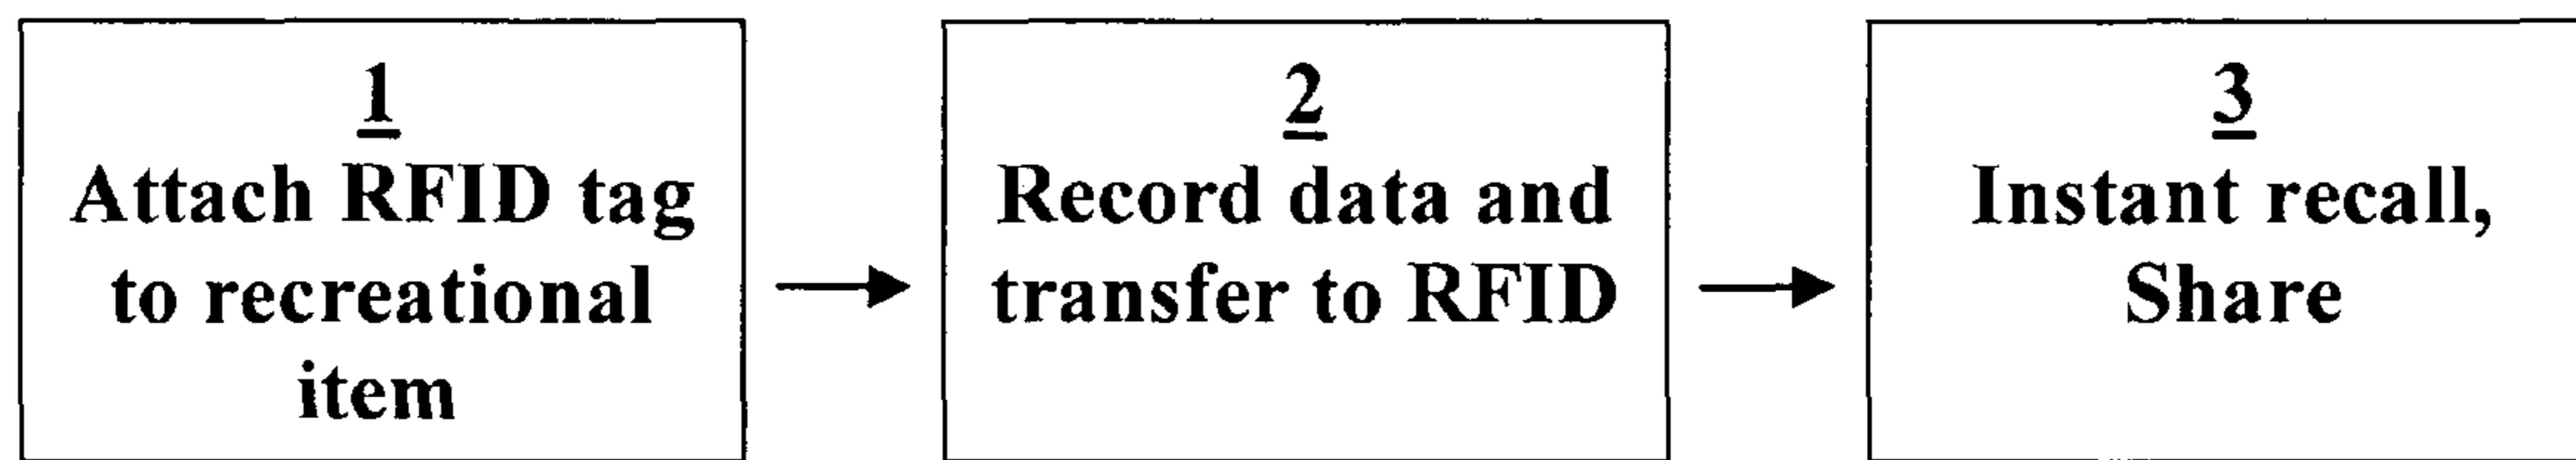 1
Attach RFID tag
to recreational
item
2
Record data and
transfer to RFID
3
Instant recall,
Share